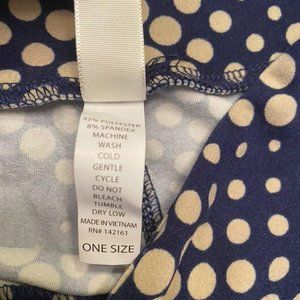 92% POLYESTER
8% SPANDEX
MACHINE
WASH
COLD
GENTLE
CYCLE
DO NOT
BLEACH
TUMBLE
DRY LOW
MADE IN VIETNAM
RN# 142161
ONE SIZE